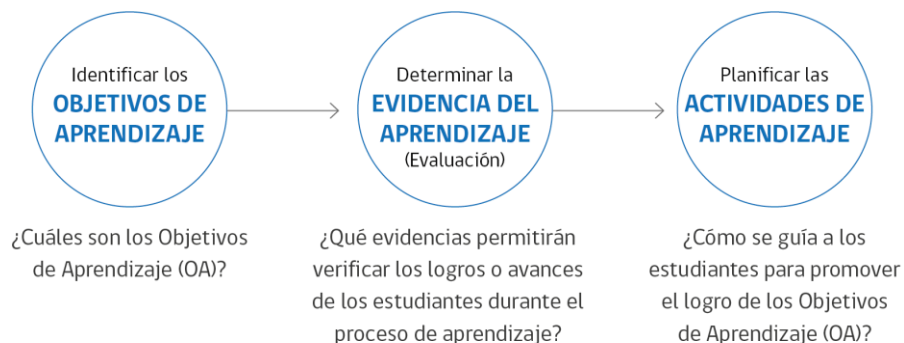 Identificar los
OBJETIVOS DE
APRENDIZAJE
¿Cuáles son los Objetivos
de Aprendizaje (OA)?
Determinar la
EVIDENCIA DEL
APRENDIZAJE
(Evaluación)
¿Qué evidencias permitirán
verificar los logros o avances
de los estudiantes durante el
proceso de aprendizaje?
Planificar las
ACTIVIDADES DE
APRENDIZAJE
¿Cómo se guía a los
estudiantes para promover
el logro de los Objetivos
de Aprendizaje (OA)?